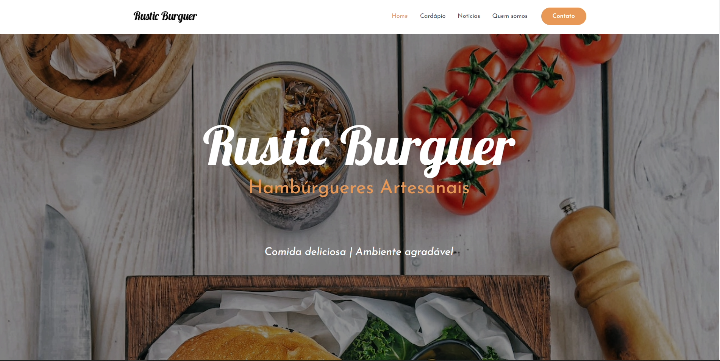 Rustic Burguer
Home Cardápio Notícias Quem somos Contato
Rustic Burguer
Hambúrgueres Artesanais
Comida deliciosa | Ambiente agradável